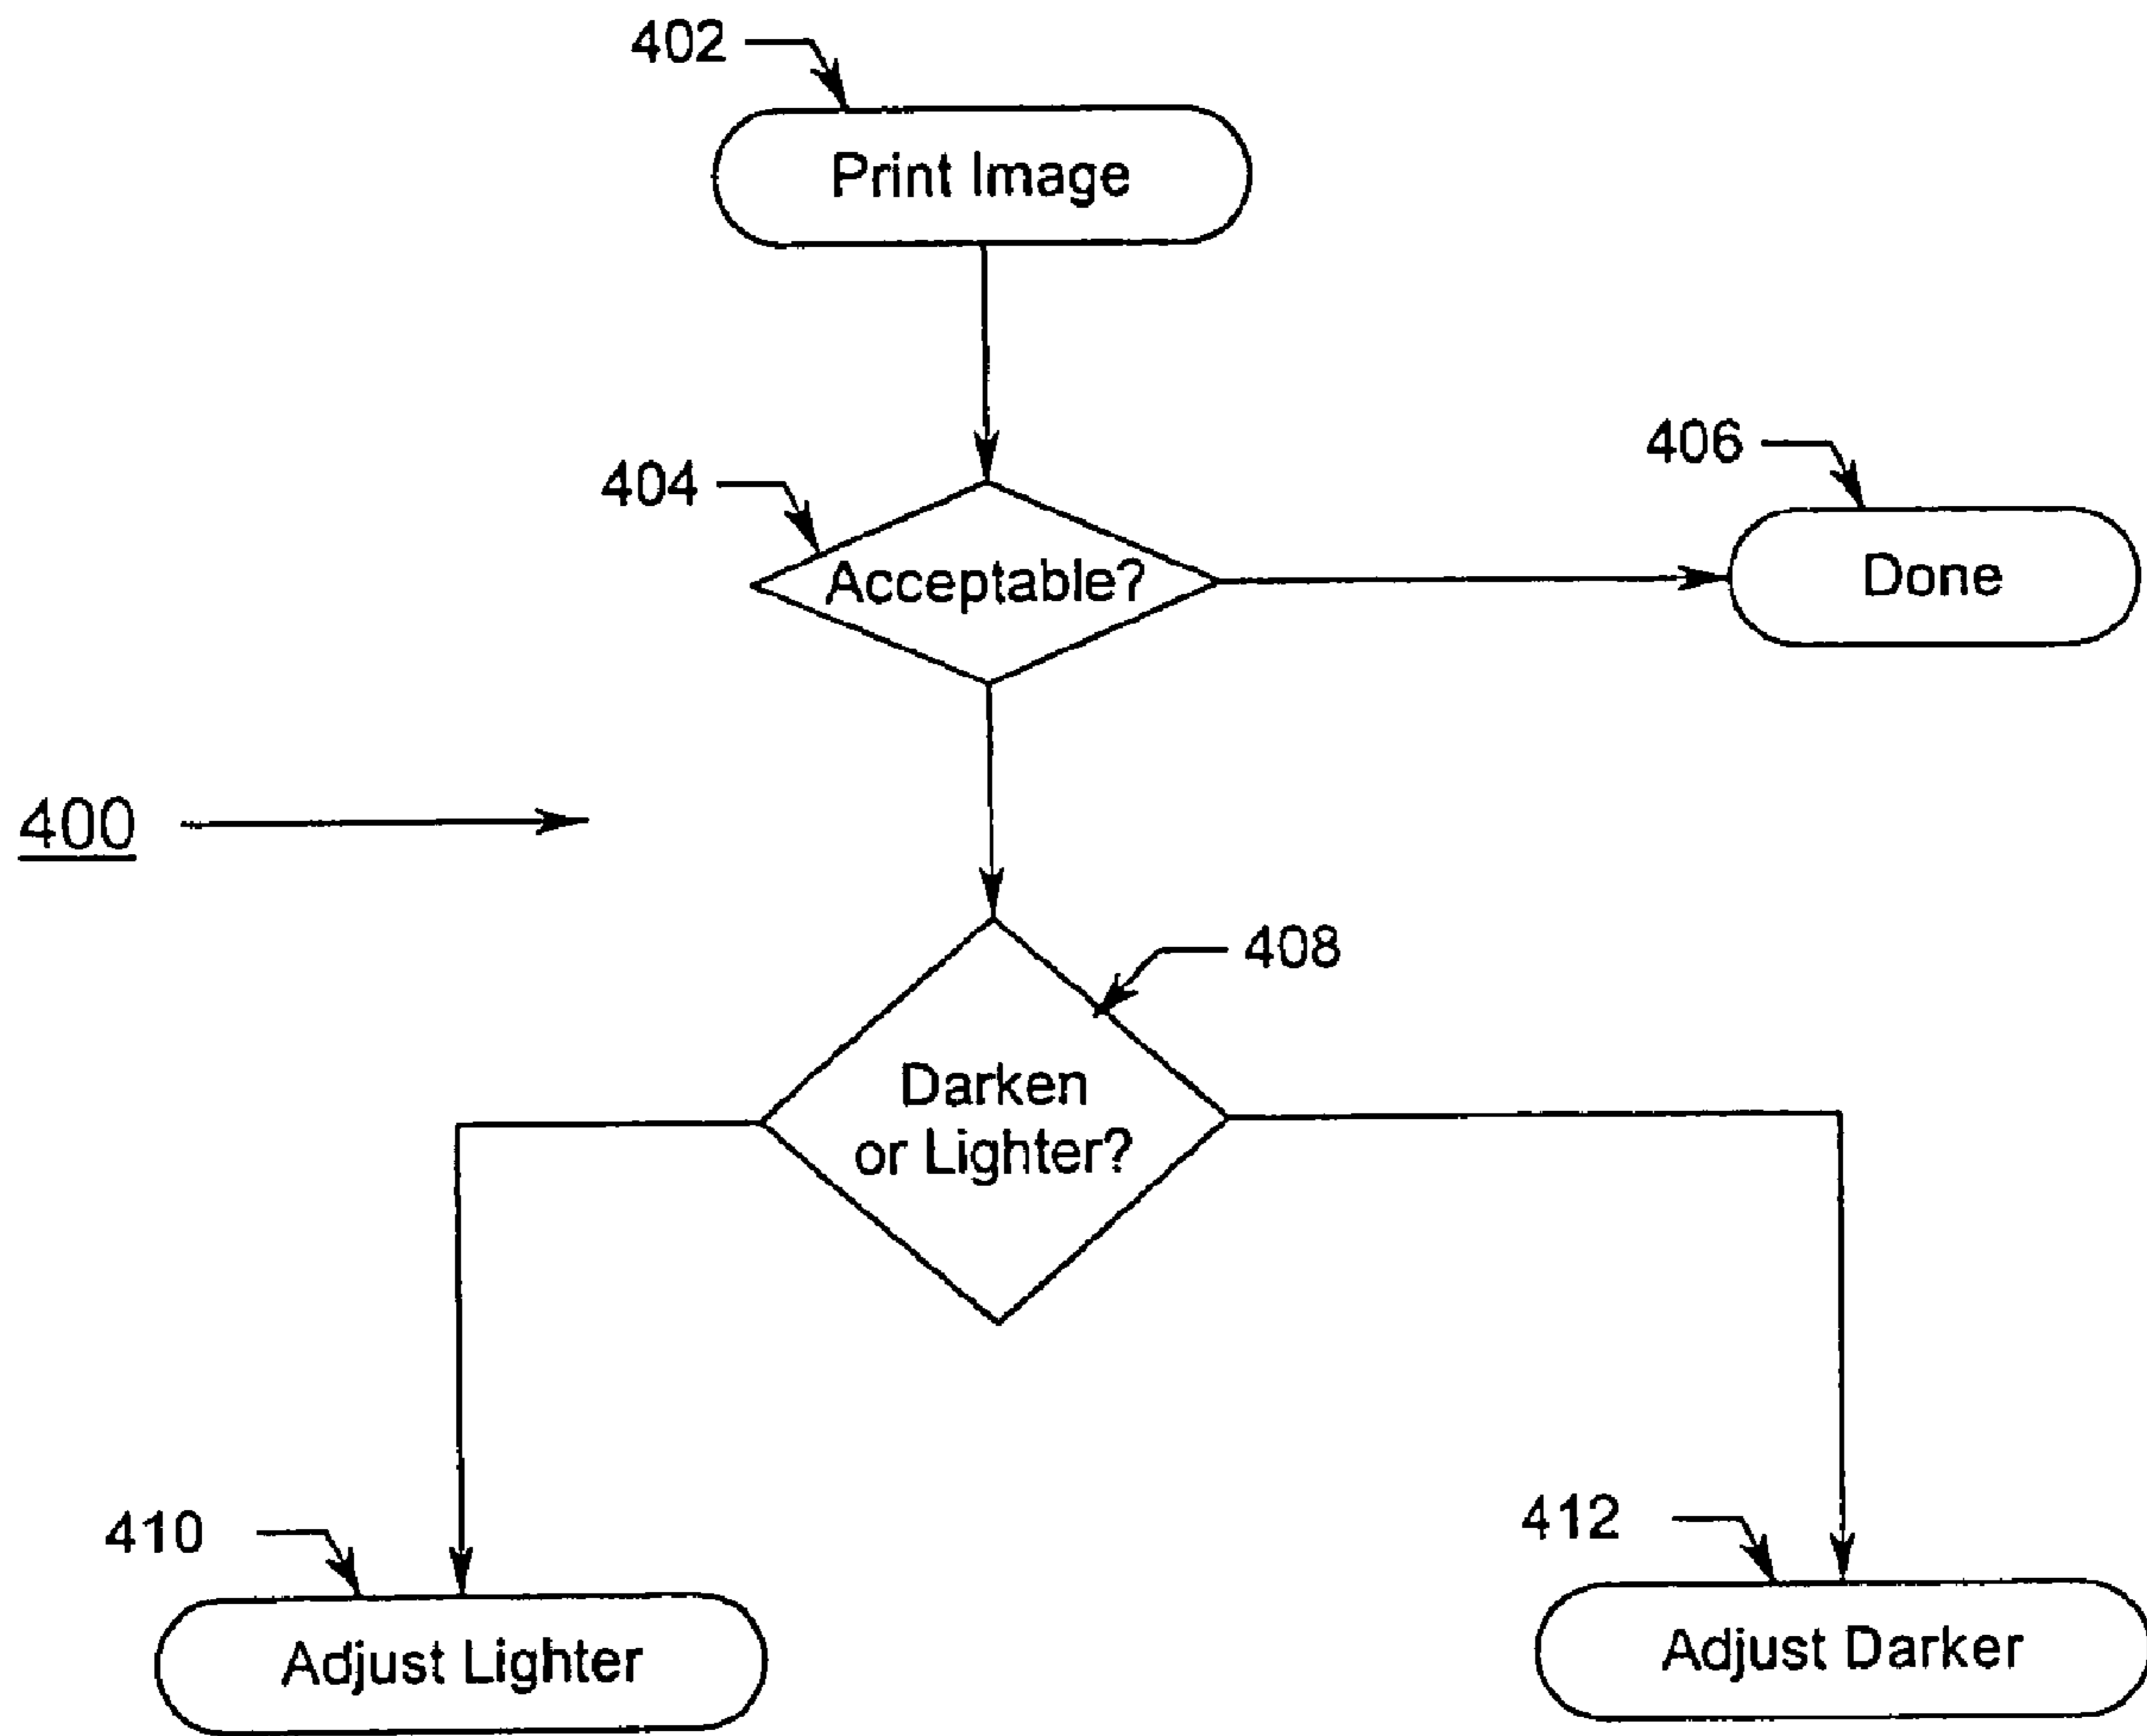 402
Print Image
406
404
Acceptable?
Done
400
408
Darken
or Lighter?
410
412
Adjust Lighter
Adjust Darker